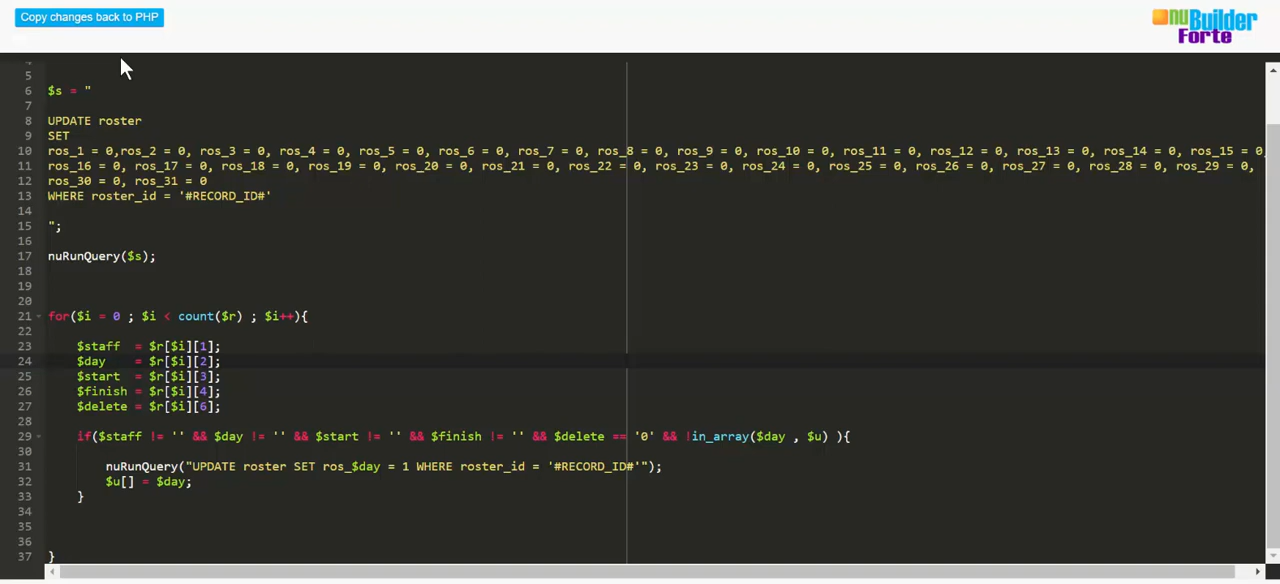 Copy changes back to PHP
nuBuilder
Forte
4
5
6 $s = "
7
8 UPDATE roster
9 SET
10 ros_1 = 0,ros_2 = 0, ros_3 = 0, ros_4 = 0, ros_5 = 0, ros_6 = 0, ros_7 = 0, ros_8 = 0, ros_9 = 0, ros_10 = 0, ros_11 = 0, ros_12 = 0, ros_13 = 0, ros_14 = 0, ros_15 = 0,
11 ros_16 = 0, ros_17 = 0, ros_18 = 0, ros_19 = 0, ros_20 = 0, ros_21 = 0, ros_22 = 0, ros_23 = 0, ros_24 = 0, ros_25 = 0, ros_26 = 0, ros_27 = 0, ros_28 = 0, ros_29 = 0,
12 ros_30 = 0, ros_31 = 0
13 WHERE roster_id = '#RECORD_ID#'
14
15 ";
16
17 nuRunQuery($s);
18
19
20
21 for($i = 0 ; $i < count($r) ; $i++){
22
23 $staff = $r[$i][1];
24 $day = $r[$i][2];
25 $start = $r[$i][3];
26 $finish = $r[$i][4];
27 $delete = $r[$i][6];
28
29 if($staff != '' && $day != '' && $start != '' && $finish != '' && $delete == '0' && !in_array($day , $u) ){
30
31 nuRunQuery("UPDATE roster SET ros_$day = 1 WHERE roster_id = '#RECORD_ID#'");
32 $u[] = $day;
33 }
34
35
36
37 }